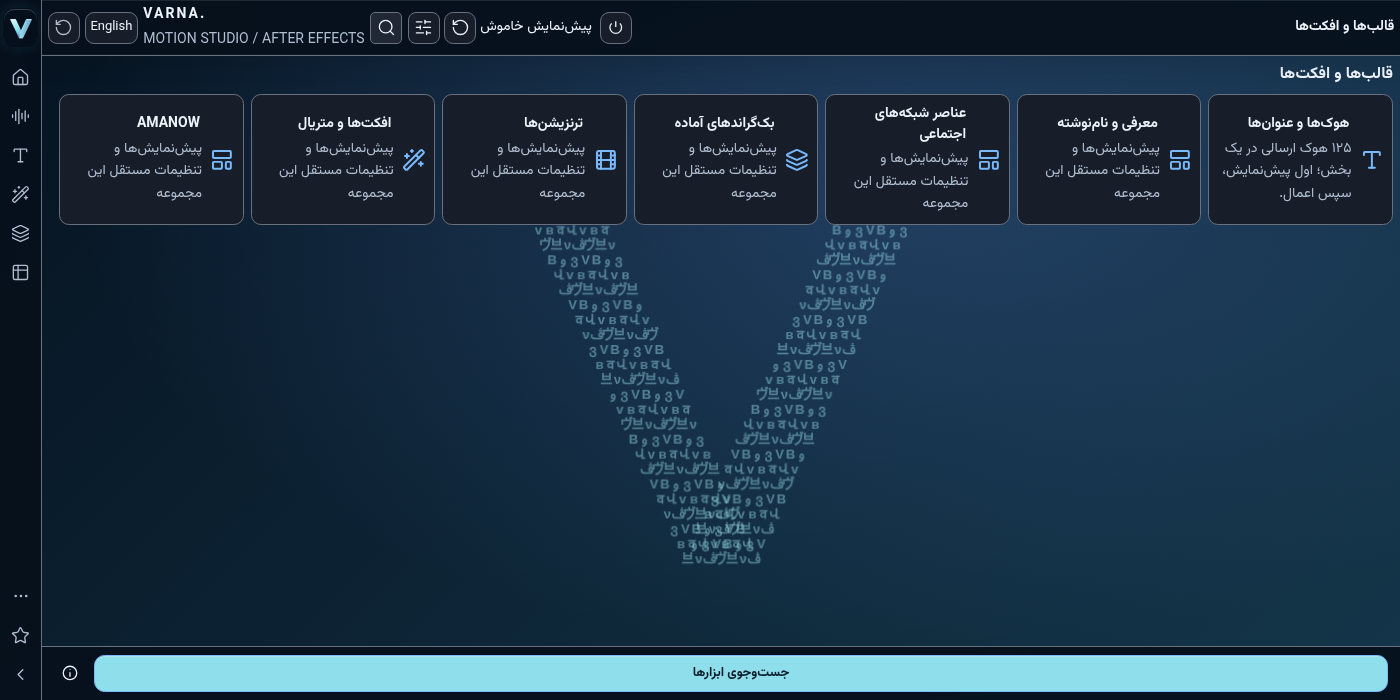 قالب‌ها و افکت‌ها
پیش‌نمایش خاموش
VARNA.
MOTION STUDIO / AFTER EFFECTS
English
قالب‌ها و افکت‌ها
هوک‌ها و عنوان‌ها
۱۲۵ هوک ارسالی در یک
بخش؛ اول پیش‌نمایش،
سپس اعمال.
معرفی و نام‌نوشته
پیش‌نمایش‌ها و
تنظیمات مستقل این
مجموعه
عناصر شبکه‌های
اجتماعی
پیش‌نمایش‌ها و
تنظیمات مستقل این
مجموعه
بک‌گراندهای آماده
پیش‌نمایش‌ها و
تنظیمات مستقل این
مجموعه
ترنزیشن‌ها
پیش‌نمایش‌ها و
تنظیمات مستقل این
مجموعه
افکت‌ها و متریال
پیش‌نمایش‌ها و
تنظیمات مستقل این
مجموعه
AMANOW
پیش‌نمایش‌ها و
تنظیمات مستقل این
مجموعه
جست‌وجوی ابزارها